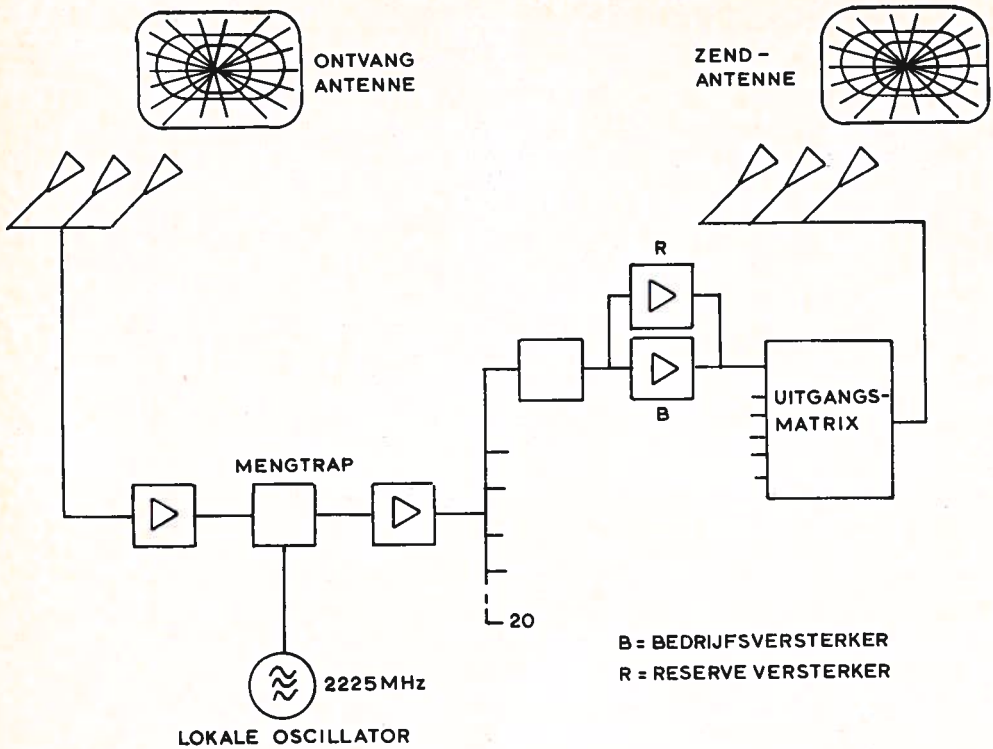 ONTVANG
ANTENNE
ZEND-
ANTENNE
R
B
UITGANGS-
MATRIX
MENGTRAP
20
2225MHz
LOKALE OSCILLATOR
B = BEDRIJFSVERSTERKER
R = RESERVE VERSTERKER